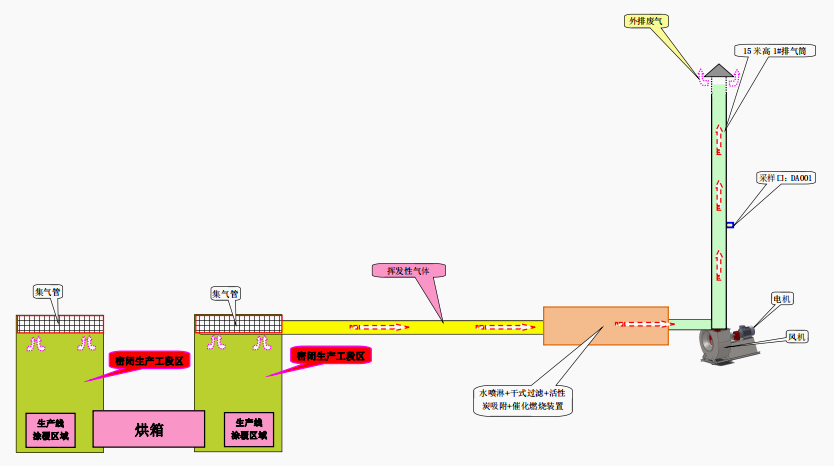 外排废气
15米高1#排气筒
采样口：DA001
挥发性气体
集气管
集气管
电机
风机
密闭生产工段区
密闭生产工段区
水喷淋+干式过滤+活性
炭吸附+催化燃烧装置
生产线
涂覆区域
烘箱
生产线
涂覆区域